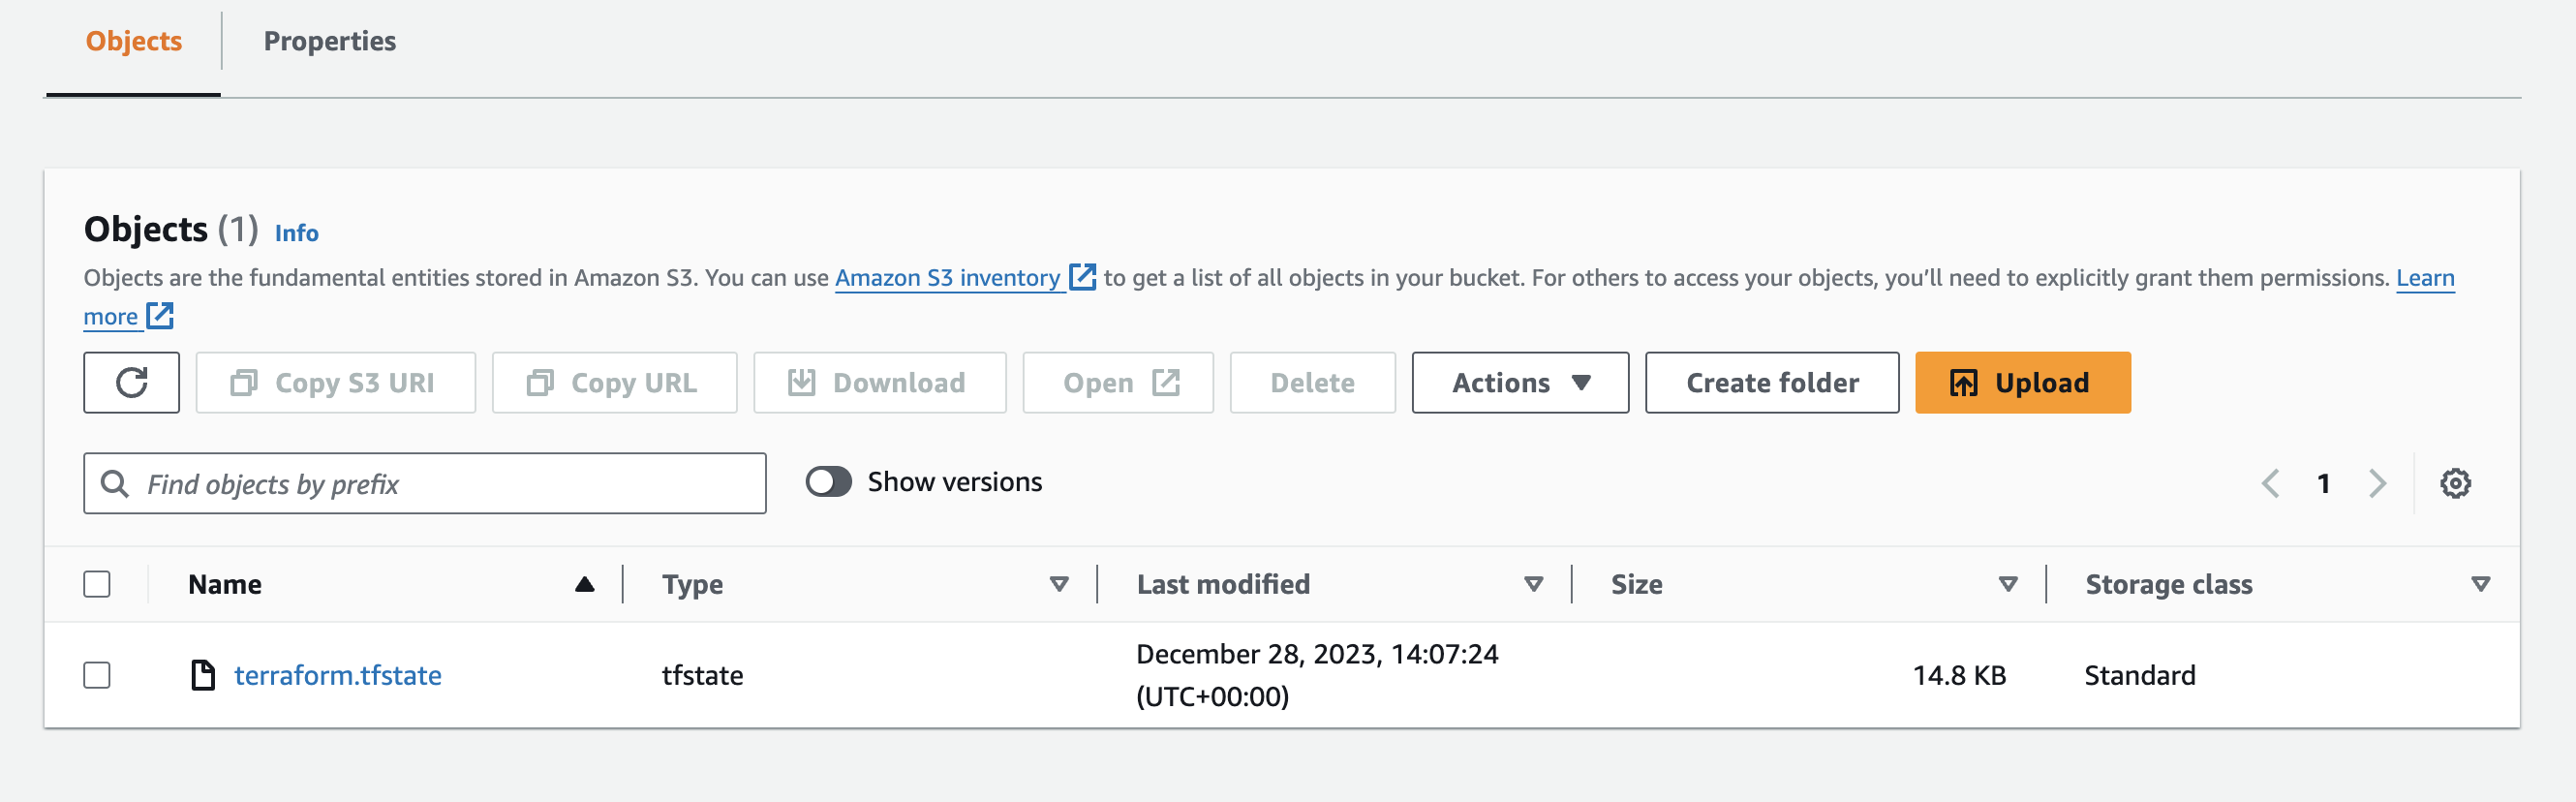 Objects
Properties
Objects (1) Info
Objects are the fundamental entities stored in Amazon S3. You can use Amazon S3 inventory to get a list of all objects in your bucket. For others to access your objects, you’ll need to explicitly grant them permissions. Learn
more
Copy S3 URI
Copy URL
Download
Open
Delete
Actions
Create folder
Upload
Find objects by prefix
Show versions
1
Name
Type
Last modified
Size
Storage class
terraform.tfstate
tfstate
December 28, 2023, 14:07:24
(UTC+00:00)
14.8 KB
Standard